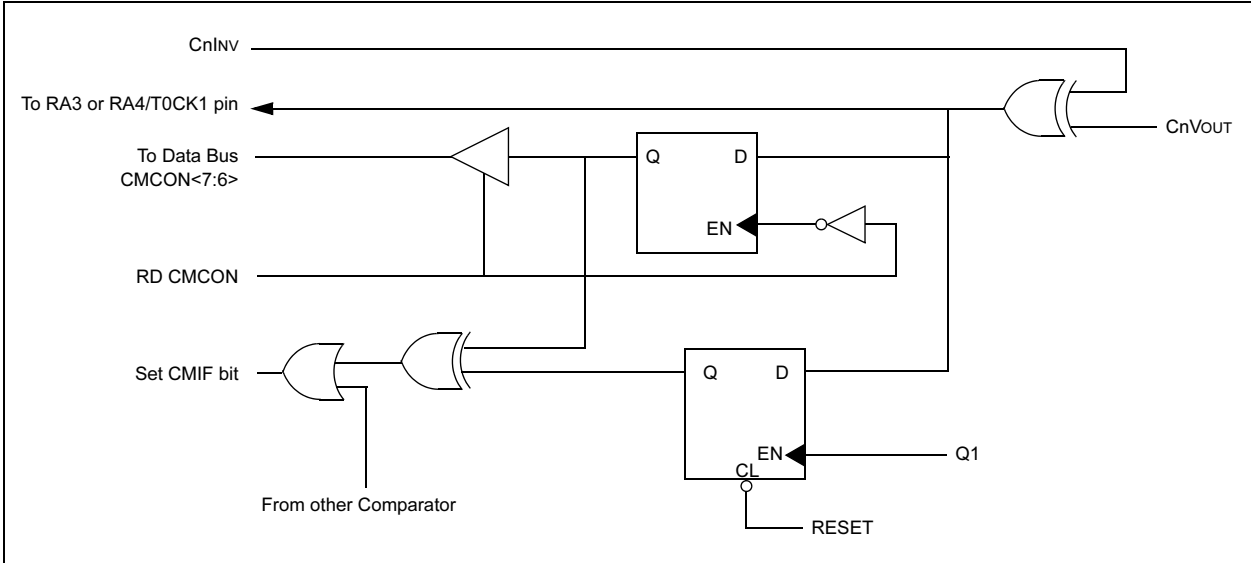 CnINV
To RA3 or RA4/T0CK1 pin
CnVOUT
To Data Bus
CMCON<7:6>
Q D
EN
RD CMCON
Set CMIF bit
Q D
EN
CL
Q1
From other Comparator
RESET